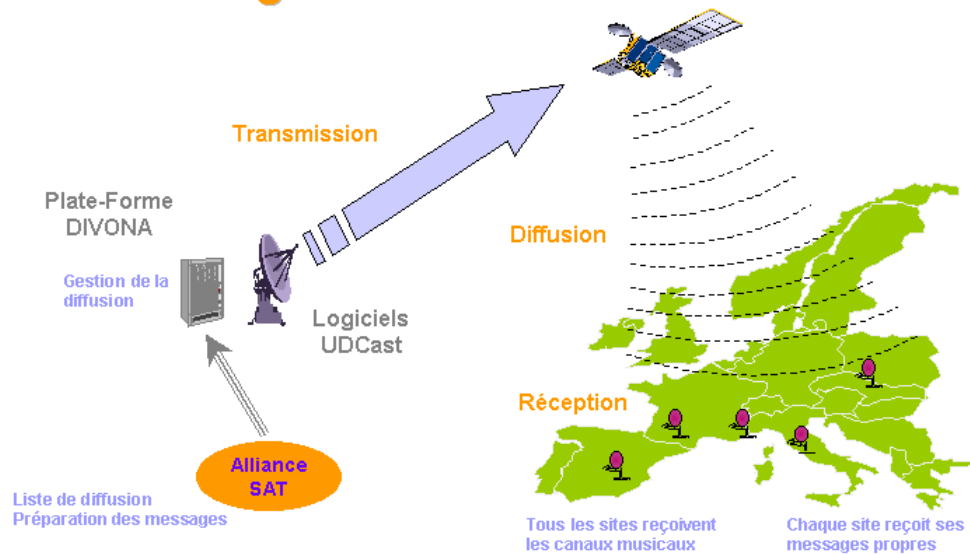 Transmission
Plate-Forme
DIVONA
Diffusion
Gestion de la
diffusion
Logiciels
UDCast
Réception
Alliance
SAT
Liste de diffusion
Préparation des messages
Tous les sites reçoivent
les canaux musicaux
Chaque site reçoit ses
messages propres